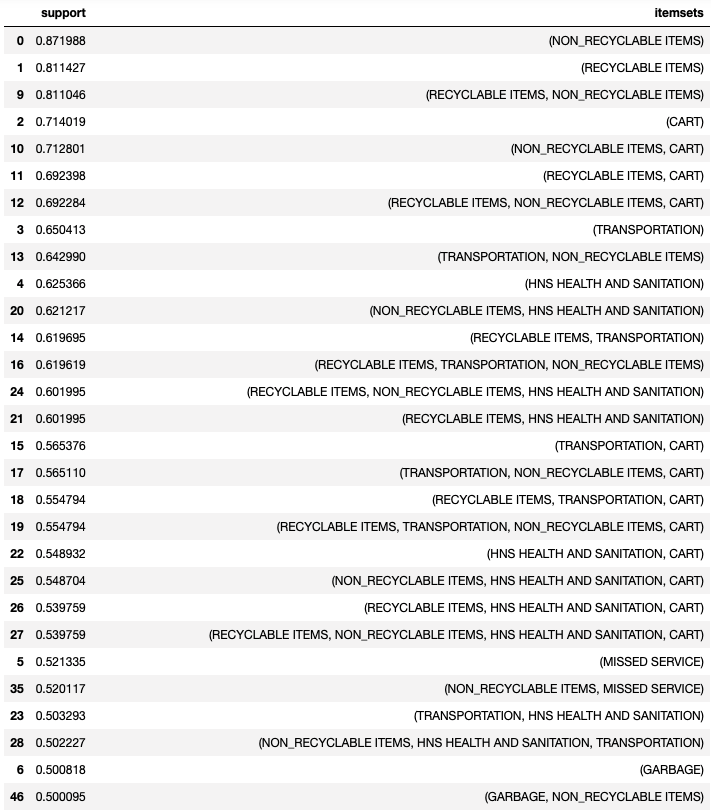 support itemsets
0 0.871988 (NON_RECYCLABLE ITEMS)
1 0.811427 (RECYCLABLE ITEMS)
9 0.811046 (RECYCLABLE ITEMS, NON_RECYCLABLE ITEMS)
2 0.714019 (CART)
10 0.712801 (NON_RECYCLABLE ITEMS, CART)
11 0.692398 (RECYCLABLE ITEMS, CART)
12 0.692284 (RECYCLABLE ITEMS, NON_RECYCLABLE ITEMS, CART)
3 0.650413 (TRANSPORTATION)
13 0.642990 (TRANSPORTATION, NON_RECYCLABLE ITEMS)
4 0.625366 (HNS HEALTH AND SANITATION)
20 0.621217 (NON_RECYCLABLE ITEMS, HNS HEALTH AND SANITATION)
14 0.619695 (RECYCLABLE ITEMS, TRANSPORTATION)
16 0.619619 (RECYCLABLE ITEMS, TRANSPORTATION, NON_RECYCLABLE ITEMS)
24 0.601995 (RECYCLABLE ITEMS, NON_RECYCLABLE ITEMS, HNS HEALTH AND SANITATION)
21 0.601995 (RECYCLABLE ITEMS, HNS HEALTH AND SANITATION)
15 0.565376 (TRANSPORTATION, CART)
17 0.565110 (TRANSPORTATION, NON_RECYCLABLE ITEMS, CART)
18 0.554794 (RECYCLABLE ITEMS, TRANSPORTATION, CART)
19 0.554794 (RECYCLABLE ITEMS, TRANSPORTATION, NON_RECYCLABLE ITEMS, CART)
22 0.548932 (HNS HEALTH AND SANITATION, CART)
25 0.548704 (NON_RECYCLABLE ITEMS, HNS HEALTH AND SANITATION, CART)
26 0.539759 (RECYCLABLE ITEMS, HNS HEALTH AND SANITATION, CART)
27 0.539759 (RECYCLABLE ITEMS, NON_RECYCLABLE ITEMS, HNS HEALTH AND SANITATION, CART)
5 0.521335 (MISSED SERVICE)
35 0.520117 (NON_RECYCLABLE ITEMS, MISSED SERVICE)
23 0.503293 (TRANSPORTATION, HNS HEALTH AND SANITATION)
28 0.502227 (NON_RECYCLABLE ITEMS, HNS HEALTH AND SANITATION, TRANSPORTATION)
6 0.500818 (GARBAGE)
46 0.500095 (GARBAGE, NON_RECYCLABLE ITEMS)